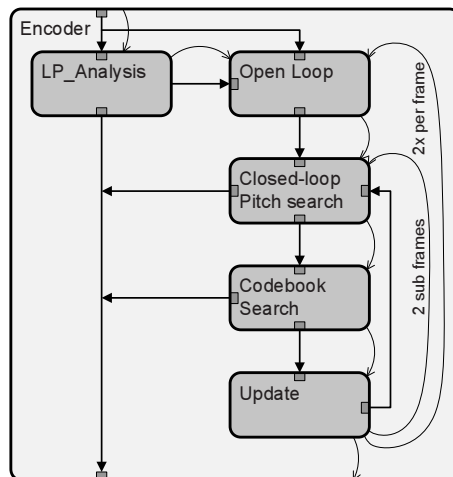 Encoder
LP_Analysis
Open Loop
2x per frame
Closed-loop
Pitch search
2 sub frames
Codebook
Search
Update